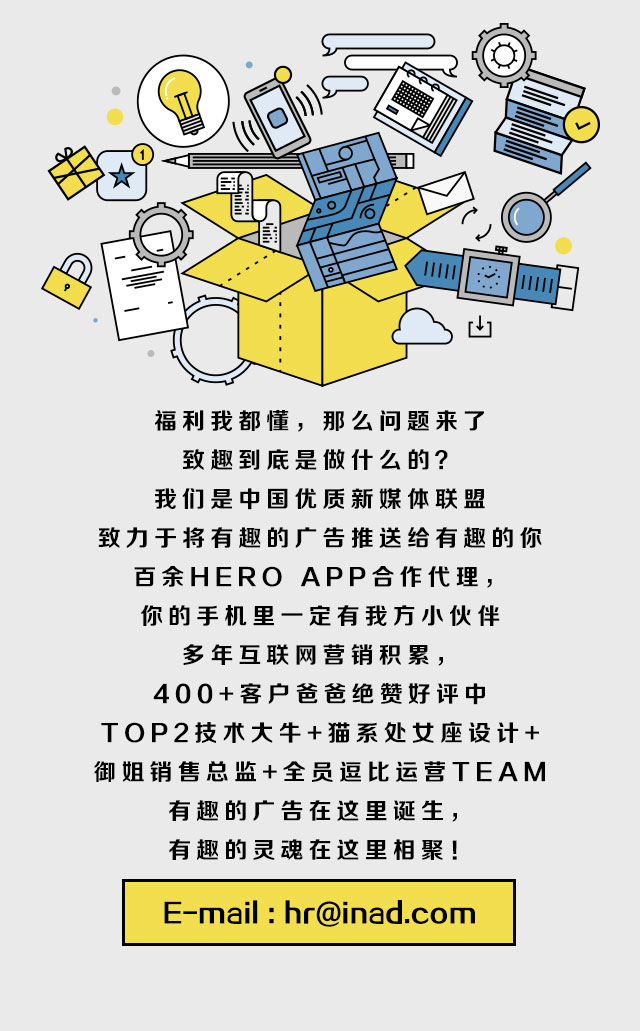 1
福利我都懂，那么问题来了
致趣到底是做什么的?
我们是中国优质新媒体联盟
致力于将有趣的广告推送给有趣的你
百余HERO APP合作代理，
你的手机里一定有我方小伙伴
多年互联网营销积累，
400+客户爸爸绝赞好评中
TOP2技术大牛+猫系处女座设计+
御姐销售总监+全员逗比运营TEAM
有趣的广告在这里诞生，
有趣的灵魂在这里相聚!
E-mail : hr@inad.com